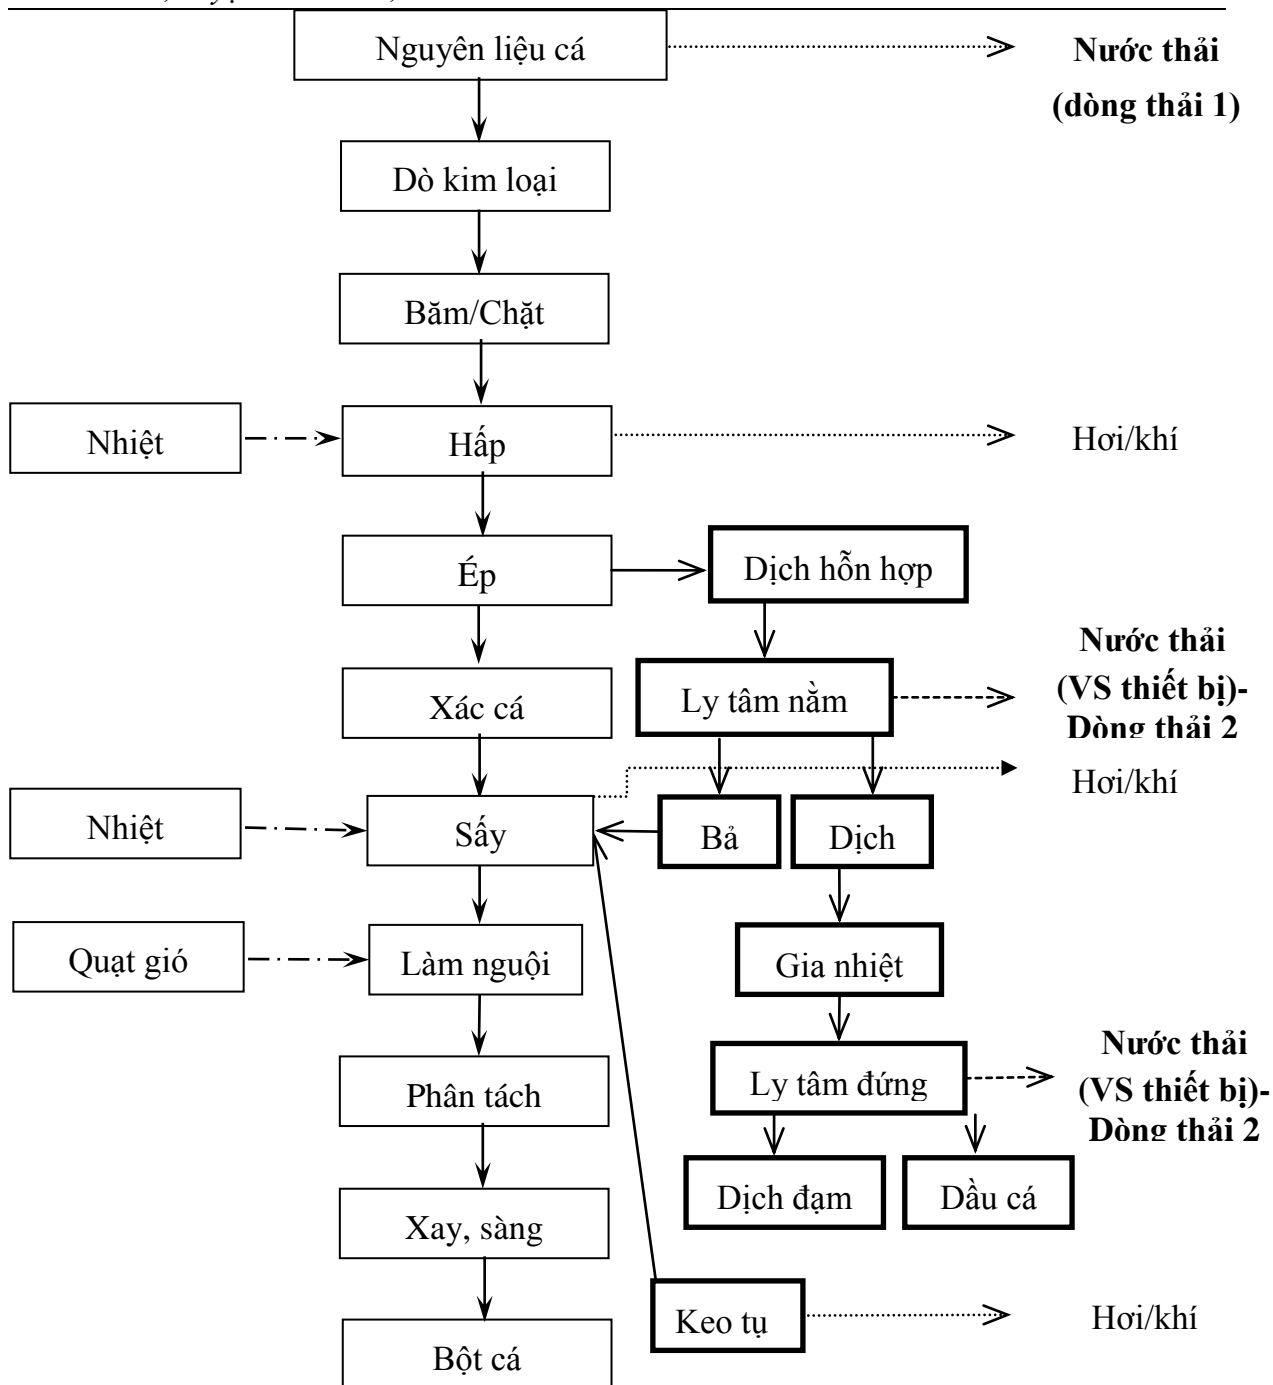 Nguyên liệu cá
Nước thải
(dòng thải 1)
Dò kim loại
Băm/Chặt
Nhiệt
Hấp
Hơi/khí
Ép
Dịch hỗn hợp
Xác cá
Ly tâm nằm
Nước thải
(VS thiết bị)-
Dòng thải 2
Hơi/khí
Nhiệt
Sấy
Bả
Dịch
Quạt gió
Làm nguội
Gia nhiệt
Phân tách
Ly tâm đứng
Nước thải
(VS thiết bị)-
Dòng thải 2
Dịch đạm
Dầu cá
Xay, sàng
Keo tụ
Hơi/khí
Bột cá